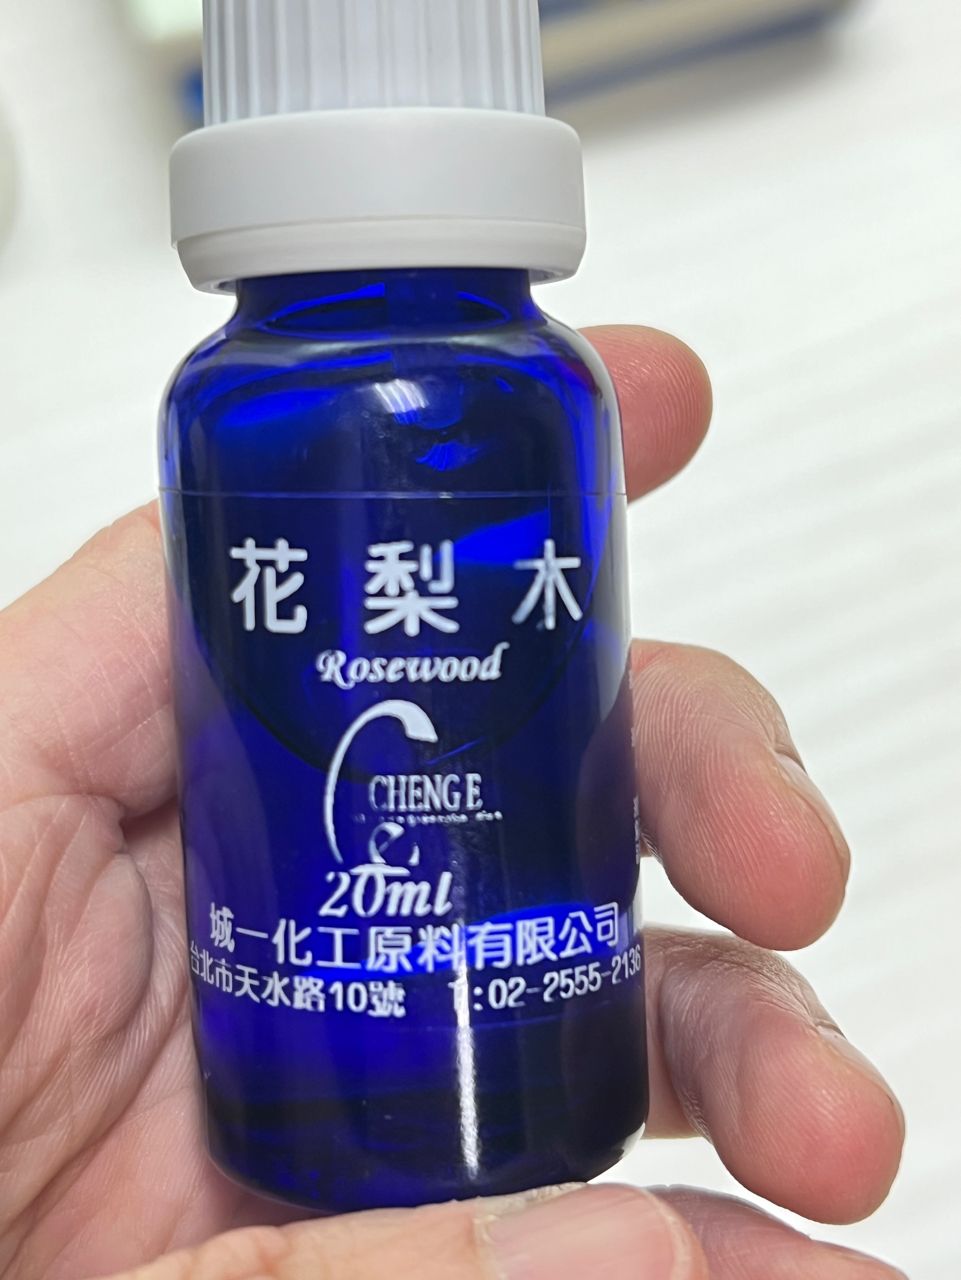 花梨木
Rosewood
CHENG E
20ml
城一化工原料有限公司
台北市天水路10號 T:02-2555-2136